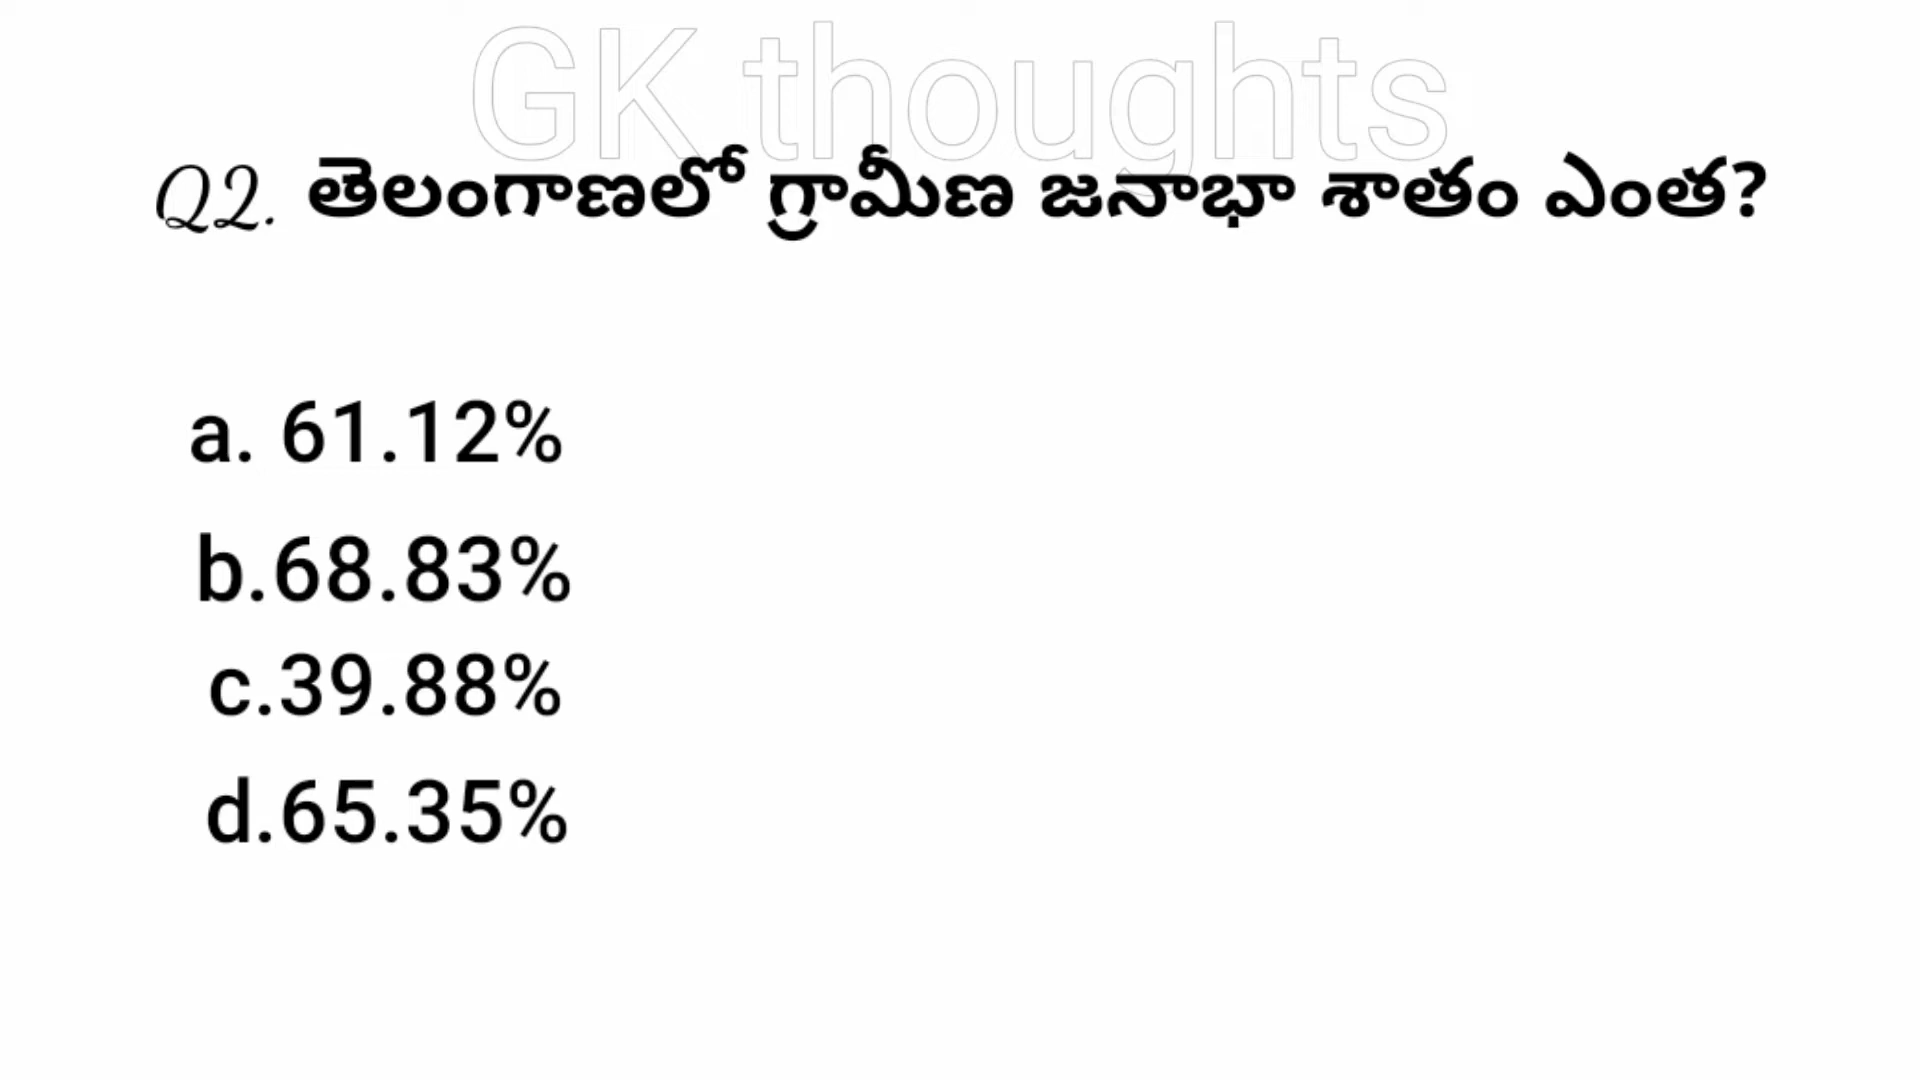 GK thoughts
Q2. తెలంగాణలో గ్రామీణ జనాభా శాతం ఎంత?
a. 61.12%
b.68.83%
c.39.88%
d.65.35%